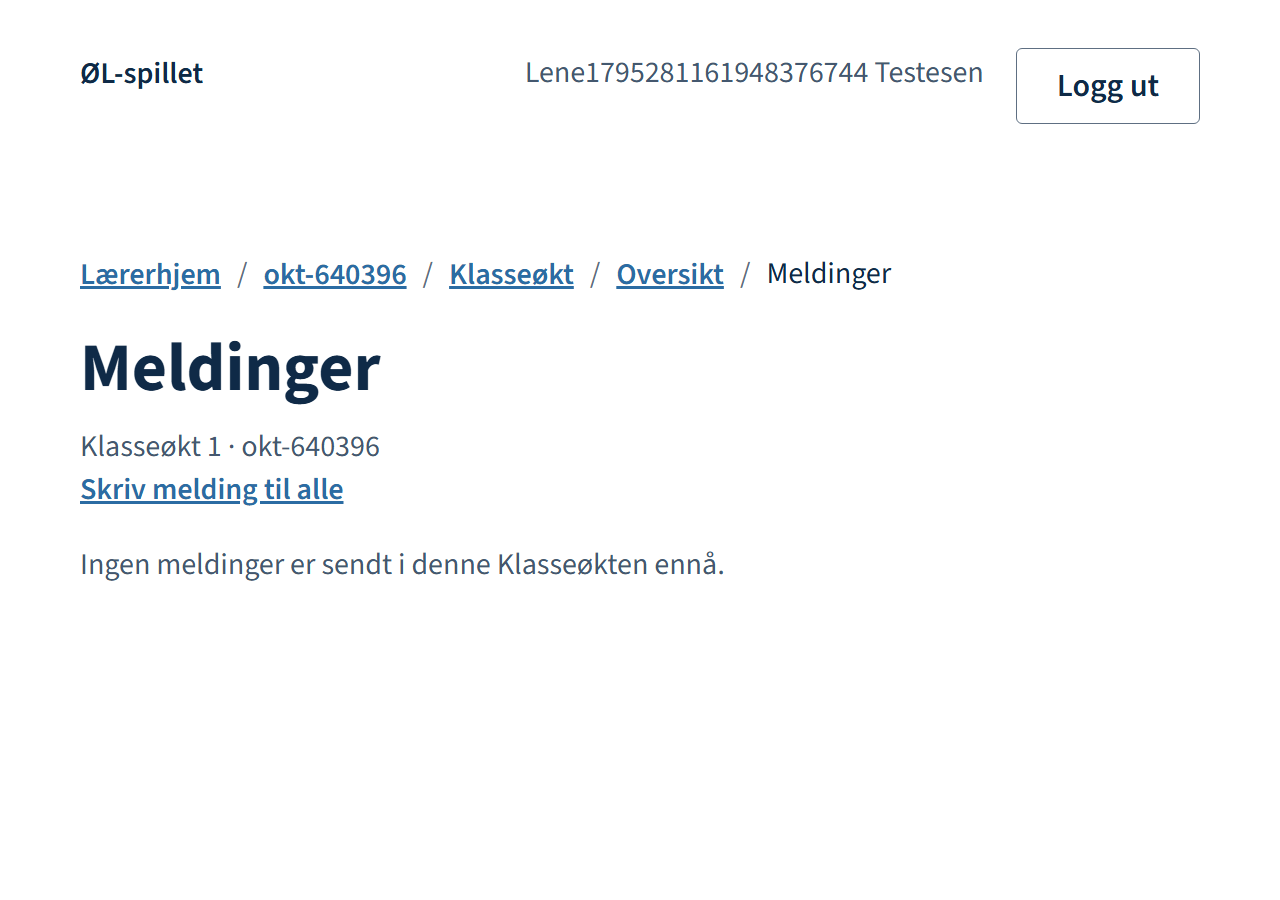 ØL-spillet
Lene1795281161948376744 Testesen
Logg ut
Lærerhjem / okt-640396 / Klasseøkt / Oversikt / Meldinger
Meldinger
Klasseøkt 1 · okt-640396
Skriv melding til alle
Ingen meldinger er sendt i denne Klasseøkten ennå.